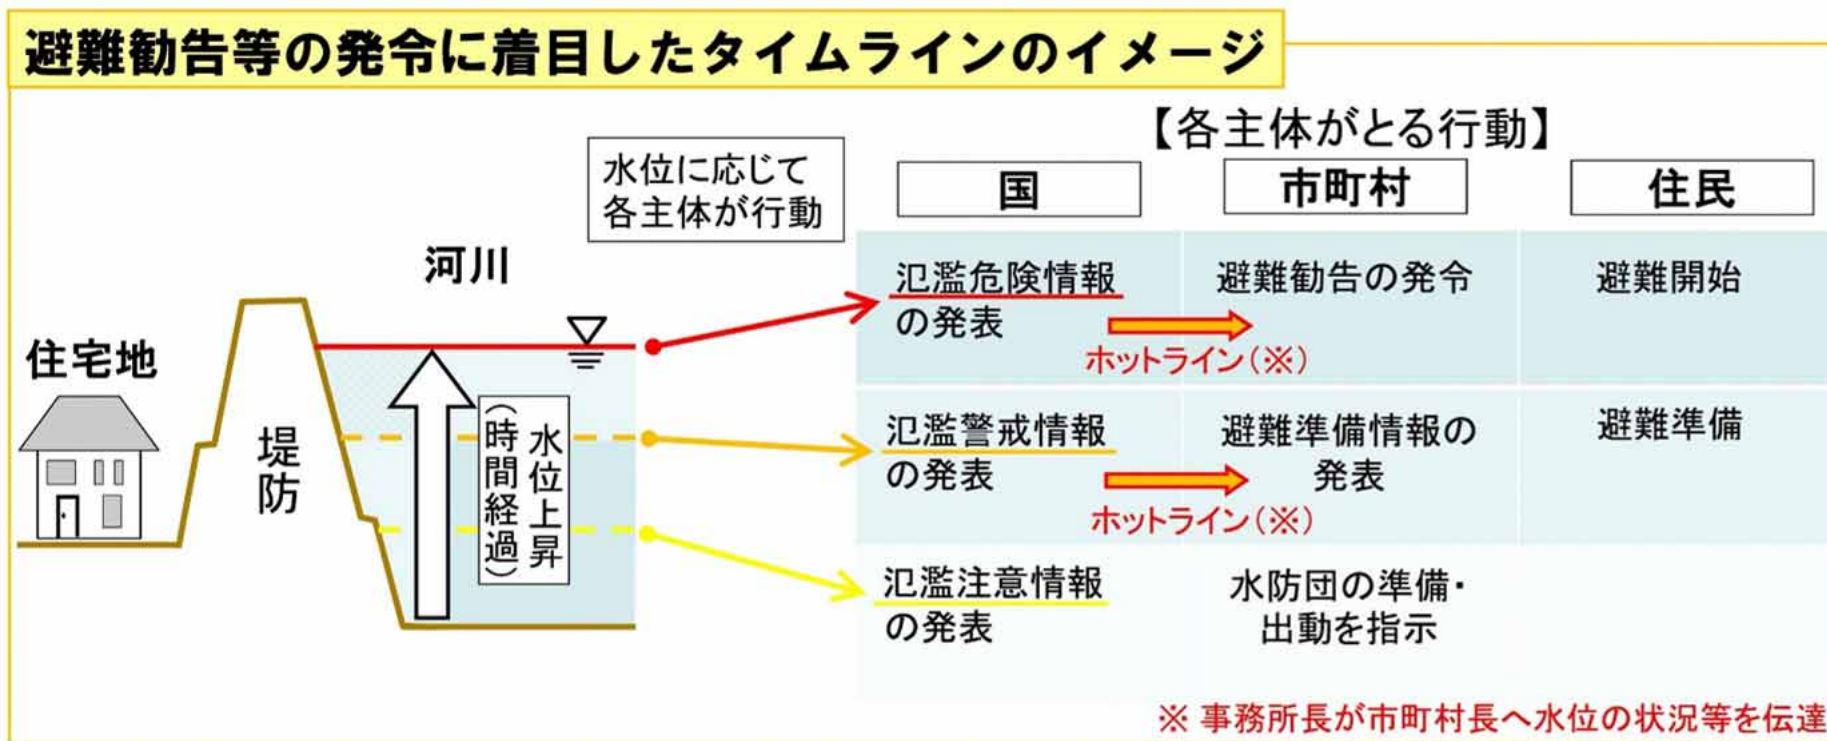 避難勧告等の発令に着目したタイムラインのイメージ
【各主体がとる行動】
水位に応じて
各主体が行動
国
市町村
住民
河川
住宅地
堤防
水位上昇
(時間経過)
氾濫危険情報
の発表
避難勧告の発令
避難開始
ホットライン(※)
氾濫警戒情報
の発表
避難準備情報の
発表
避難準備
ホットライン(※)
氾濫注意情報
の発表
水防団の準備・
出動を指示
※ 事務所長が市町村長へ水位の状況等を伝達